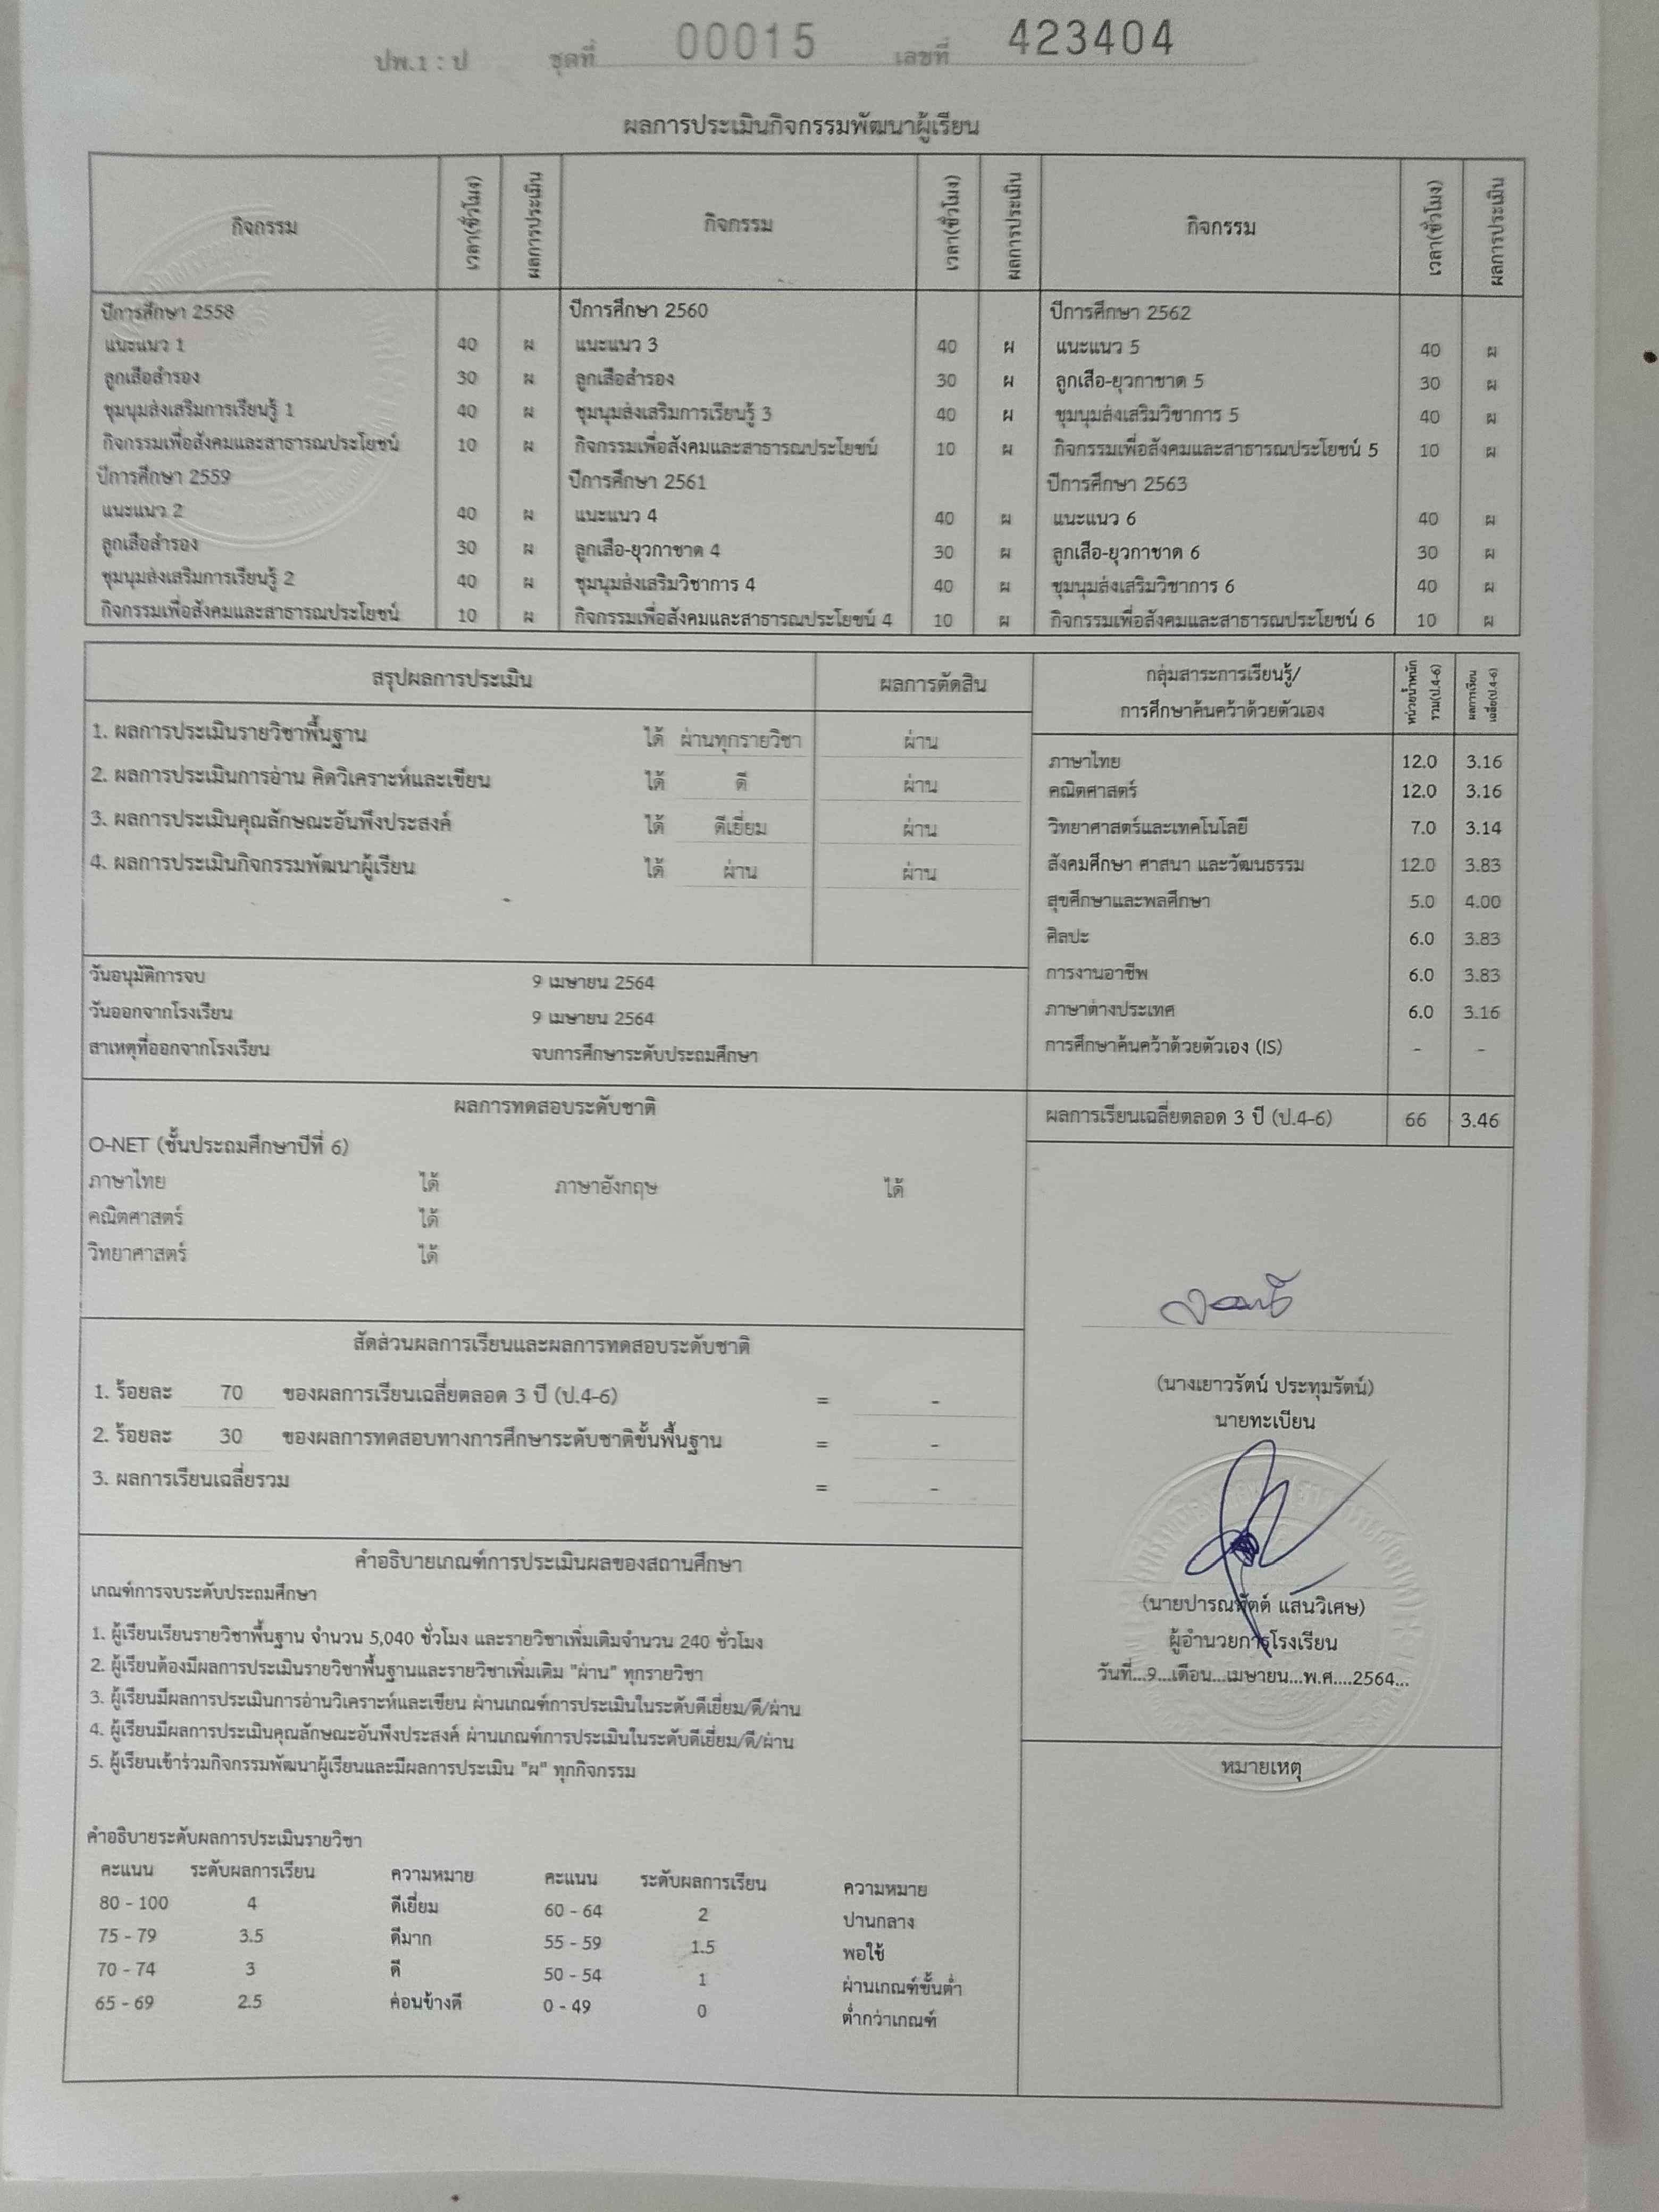 ปพ.1 : ป ชุดที่ 00015 เลขที่ 423404
ผลการประเมินกิจกรรมพัฒนาผู้เรียน
กิจกรรม เวลา(ชั่วโมง) ผลการประเมิน กิจกรรม เวลา(ชั่วโมง) ผลการประเมิน กิจกรรม เวลา(ชั่วโมง) ผลการประเมิน
ปีการศึกษา 2558 ปีการศึกษา 2560 ปีการศึกษา 2562
แนะแนว 1 40 ผ แนะแนว 3 40 ผ แนะแนว 5 40 ผ
ลูกเสือสำรอง 30 ผ ลูกเสือสำรอง 30 ผ ลูกเสือ-ยุวกาชาด 5 30 ผ
ชุมนุมส่งเสริมการเรียนรู้ 1 40 ผ ชุมนุมส่งเสริมการเรียนรู้ 3 40 ผ ชุมนุมส่งเสริมวิชาการ 5 40 ผ
กิจกรรมเพื่อสังคมและสาธารณประโยชน์ 10 ผ กิจกรรมเพื่อสังคมและสาธารณประโยชน์ 10 ผ กิจกรรมเพื่อสังคมและสาธารณประโยชน์ 5 10 ผ
ปีการศึกษา 2559 ปีการศึกษา 2561 ปีการศึกษา 2563
แนะแนว 2 40 ผ แนะแนว 4 40 ผ แนะแนว 6 40 ผ
ลูกเสือสำรอง 30 ผ ลูกเสือ-ยุวกาชาด 4 30 ผ ลูกเสือ-ยุวกาชาด 6 30 ผ
ชุมนุมส่งเสริมการเรียนรู้ 2 40 ผ ชุมนุมส่งเสริมวิชาการ 4 40 ผ ชุมนุมส่งเสริมวิชาการ 6 40 ผ
กิจกรรมเพื่อสังคมและสาธารณประโยชน์ 10 ผ กิจกรรมเพื่อสังคมและสาธารณประโยชน์ 4 10 ผ กิจกรรมเพื่อสังคมและสาธารณประโยชน์ 6 10 ผ
สรุปผลการประเมิน ผลการตัดสิน
1. ผลการประเมินรายวิชาพื้นฐาน ได้ ผ่านทุกรายวิชา ผ่าน
2. ผลการประเมินการอ่าน คิดวิเคราะห์และเขียน ได้ ดี ผ่าน
3. ผลการประเมินคุณลักษณะอันพึงประสงค์ ได้ ดีเยี่ยม ผ่าน
4. ผลการประเมินกิจกรรมพัฒนาผู้เรียน ได้ ผ่าน ผ่าน
วันอนุมัติการจบ 9 เมษายน 2564
วันออกจากโรงเรียน 9 เมษายน 2564
สาเหตุที่ออกจากโรงเรียน จบการศึกษาระดับประถมศึกษา
กลุ่มสาระการเรียนรู้/
การศึกษาค้นคว้าด้วยตัวเอง
หน่วยน้ำหนัก
รวม(ป.4-6)
ผลการเรียน
เฉลี่ย(ป.4-6)
ภาษาไทย 12.0 3.16
คณิตศาสตร์ 12.0 3.16
วิทยาศาสตร์และเทคโนโลยี 7.0 3.14
สังคมศึกษา ศาสนา และวัฒนธรรม 12.0 3.83
สุขศึกษาและพลศึกษา 5.0 4.00
ศิลปะ 6.0 3.83
การงานอาชีพ 6.0 3.83
ภาษาต่างประเทศ 6.0 3.16
การศึกษาค้นคว้าด้วยตัวเอง (IS) - -
ผลการเรียนเฉลี่ยตลอด 3 ปี (ป.4-6) 66 3.46
ผลการทดสอบระดับชาติ
O-NET (ชั้นประถมศึกษาปีที่ 6)
ภาษาไทย ได้ ภาษาอังกฤษ ได้
คณิตศาสตร์ ได้
วิทยาศาสตร์ ได้
สัดส่วนผลการเรียนและผลการทดสอบระดับชาติ
1. ร้อยละ 70 ของผลการเรียนเฉลี่ยตลอด 3 ปี (ป.4-6) = -
2. ร้อยละ 30 ของผลการทดสอบทางการศึกษาระดับชาติขั้นพื้นฐาน = -
3. ผลการเรียนเฉลี่ยรวม = -
(นางเยาวรัตน์ ประทุมรัตน์)
นายทะเบียน
แสนวิเศษ)
ผู้อำนวยการโรงเรียน
วันที่...9...เดือน...เมษายน...พ.ศ....2564...
หมายเหตุ
คำอธิบายเกณฑ์การประเมินผลของสถานศึกษา
เกณฑ์การจบระดับประถมศึกษา
1. ผู้เรียนเรียนรายวิชาพื้นฐาน จำนวน 5,040 ชั่วโมง และรายวิชาเพิ่มเติมจำนวน 240 ชั่วโมง
2. ผู้เรียนต้องมีผลการประเมินรายวิชาพื้นฐานและรายวิชาเพิ่มเติม "ผ่าน" ทุกรายวิชา
3. ผู้เรียนมีผลการประเมินการอ่านวิเคราะห์และเขียน ผ่านเกณฑ์การประเมินในระดับดีเยี่ยม/ดี/ผ่าน
4. ผู้เรียนมีผลการประเมินคุณลักษณะอันพึงประสงค์ ผ่านเกณฑ์การประเมินในระดับดีเยี่ยม/ดี/ผ่าน
5. ผู้เรียนเข้าร่วมกิจกรรมพัฒนาผู้เรียนและมีผลการประเมิน "ผ" ทุกกิจกรรม
คำอธิบายระดับผลการประเมินรายวิชา
คะแนน ระดับผลการเรียน ความหมาย คะแนน ระดับผลการเรียน ความหมาย
80 - 100 4 ดีเยี่ยม 60 - 64 2 ปานกลาง
75 - 79 3.5 ดีมาก 55 - 59 1.5 พอใช้
70 - 74 3 ดี 50 - 54 1 ผ่านเกณฑ์ขั้นต่ำ
65 - 69 2.5 ค่อนข้างดี 0 - 49 0 ต่ำกว่าเกณฑ์